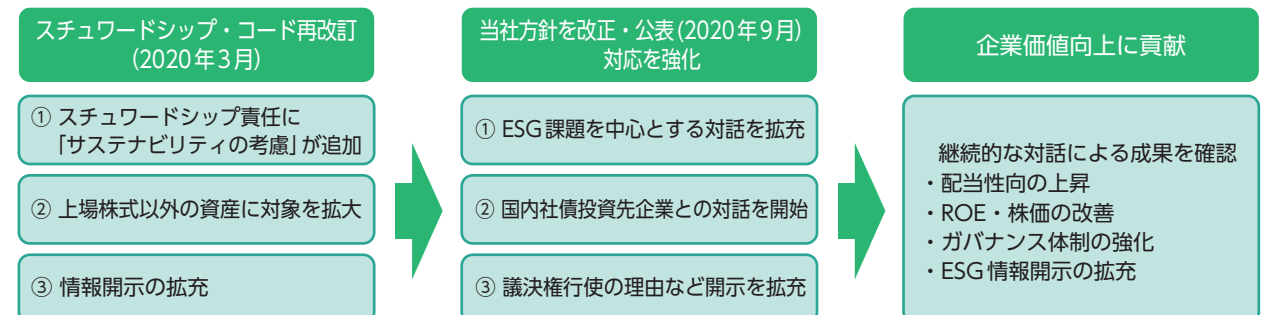 スチュワードシップ・コード再改訂
(2020年3月)
① スチュワードシップ責任に
「サステナビリティの考慮」が追加
② 上場株式以外の資産に対象を拡大
③ 情報開示の拡充
当社方針を改正・公表(2020年9月)
対応を強化
① ESG課題を中心とする対話を拡充
② 国内社債投資先企業との対話を開始
③ 議決権行使の理由など開示を拡充
企業価値向上に貢献
継続的な対話による成果を確認
・配当性向の上昇
・ROE・株価の改善
・ガバナンス体制の強化
・ESG情報開示の拡充